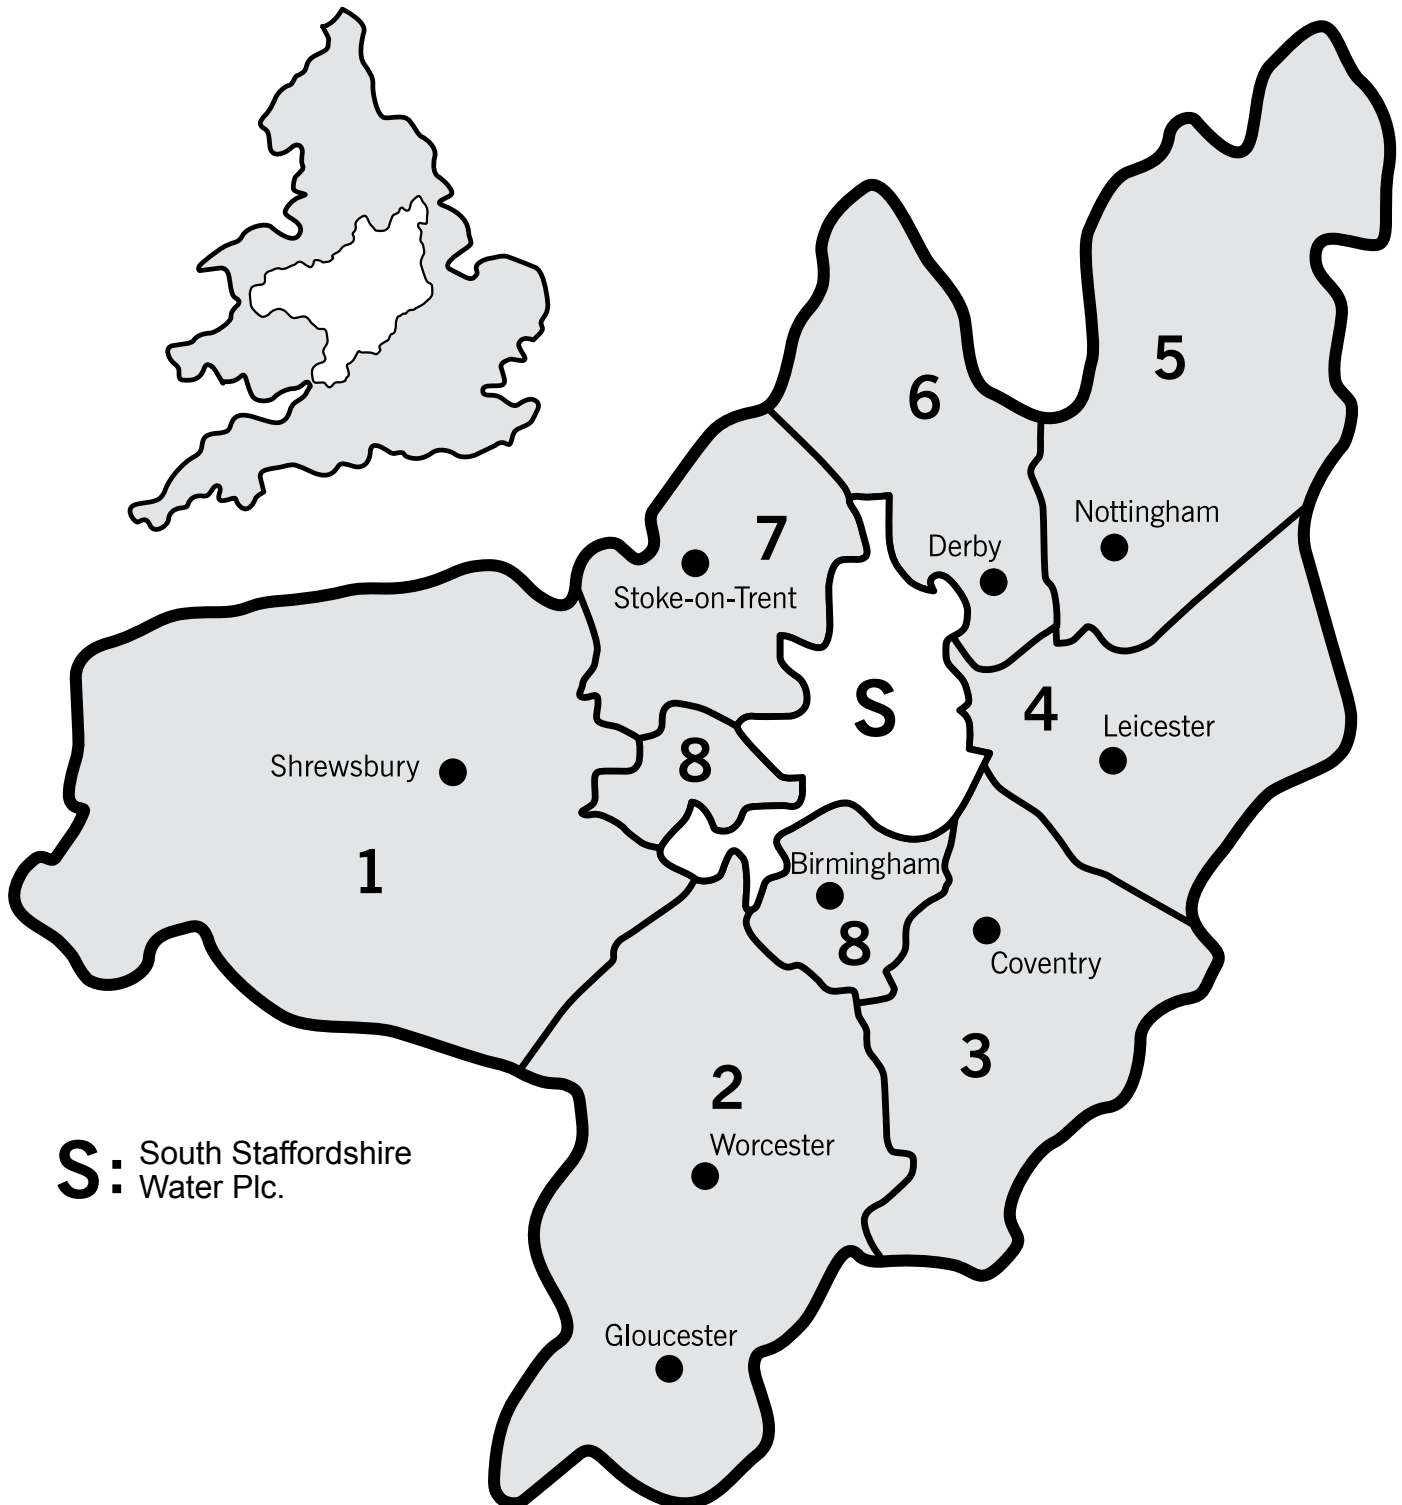 5
6
Nottingham
7
Derby
Stoke-on-Trent
S
4
Leicester
8
Shrewsbury
Birmingham
1
8
Coventry
3
2
Worcester
S: South Staffordshire
Water Plc.
Gloucester